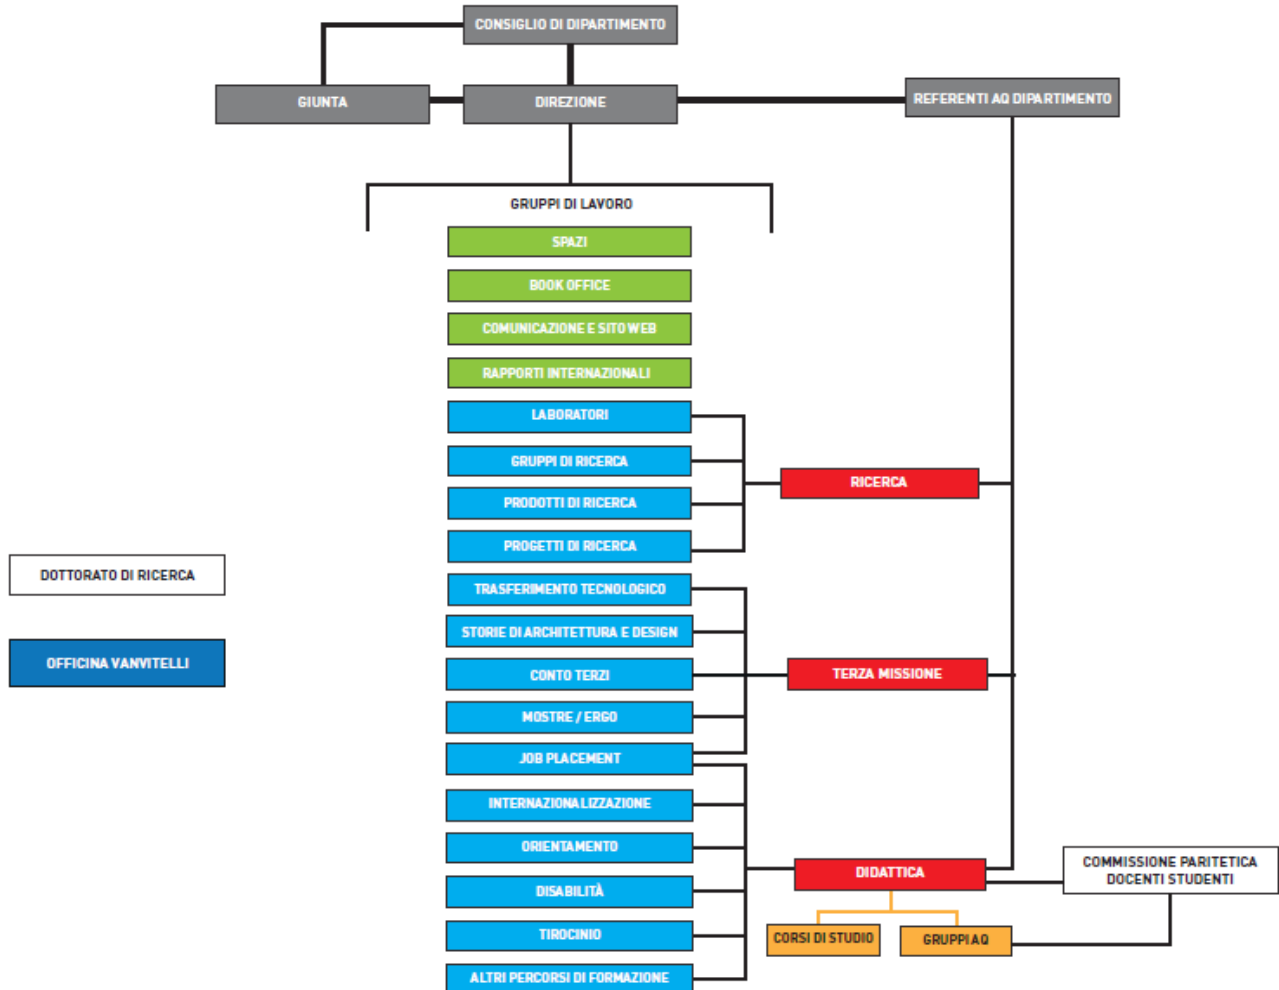 CONSIGLIO DI DIPARTIMENTO
GIUNTA
DIREZIONE
REFERENTI AQ DIPARTIMENTO
GRUPPI DI LAVORO
SPAZI
BOOK OFFICE
COMUNICAZIONE E SITO WEB
RAPPORTI INTERNAZIONALI
LABORATORI
GRUPPI DI RICERCA
PRODOTTI DI RICERCA
PROGETTI DI RICERCA
RICERCA
DOTTORATO DI RICERCA
OFFICINA VANVITELLI
TRASFERIMENTO TECNOLOGICO
STORIE DI ARCHITETTURA E DESIGN
CONTO TERZI
MOSTRE / ERGO
JOB PLACEMENT
TERZA MISSIONE
INTERNAZIONALIZZAZIONE
ORIENTAMENTO
DISABILITÀ
TIROCINIO
ALTRI PERCORSI DI FORMAZIONE
DIDATTICA
COMMISSIONE PARITETICA
DOCENTI STUDENTI
CORSI DI STUDIO
GRUPPI AQ